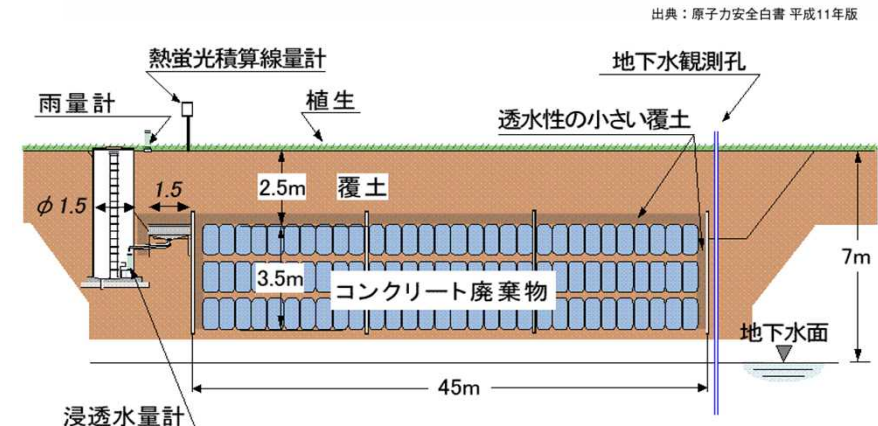 出典：原子力安全白書 平成11年版
熱蛍光積算線量計
地下水観測孔
雨量計
植生
透水性の小さい覆土
2.5m
覆土
1.5
φ1.5
7m
3.5m
コンクリート廃棄物
地下水面
45m
浸透水量計